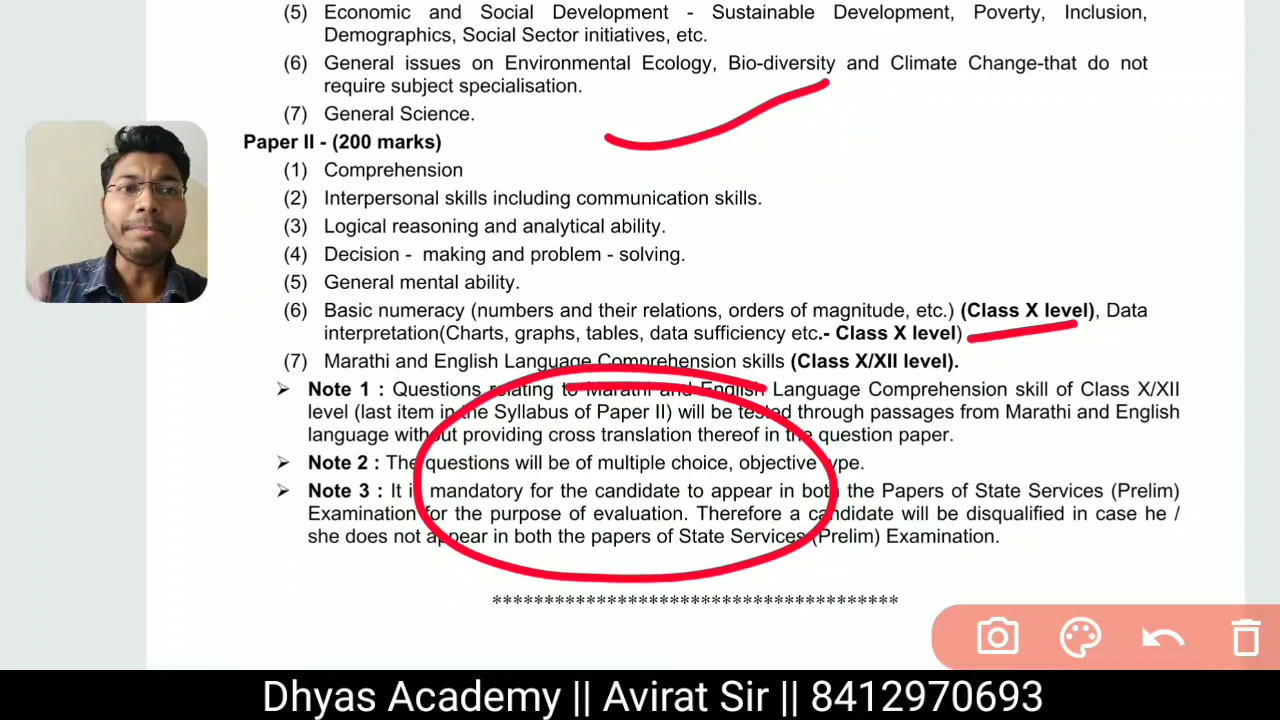 (5) Economic and Social Development - Sustainable Development, Poverty, Inclusion,
Demographics, Social Sector initiatives, etc.
(6) General issues on Environmental Ecology, Bio-diversity and Climate Change-that do not
require subject specialisation.
(7) General Science.
Paper II - (200 marks)
(1) Comprehension
(2) Interpersonal skills including communication skills.
(3) Logical reasoning and analytical ability.
(4) Decision - making and problem - solving.
(5) General mental ability.
(6) Basic numeracy (numbers and their relations, orders of magnitude, etc.) (Class X level), Data
interpretation(Charts, graphs, tables, data sufficiency etc.- Class X level)
(7) Marathi and English Language Comprehension skills (Class X/XII level).
➢ Note 1 : Questions relating to Marathi and English Language Comprehension skill of Class X/XII
level (last item in the Syllabus of Paper II) will be tested through passages from Marathi and English
language without providing cross translation thereof in the question paper.
➢ Note 2 : The questions will be of multiple choice, objective type.
➢ Note 3 : It is mandatory for the candidate to appear in both the Papers of State Services (Prelim)
Examination for the purpose of evaluation. Therefore a candidate will be disqualified in case he /
she does not appear in both the papers of State Services (Prelim) Examination.
***************************************
Dhyas Academy || Avirat Sir || 8412970693